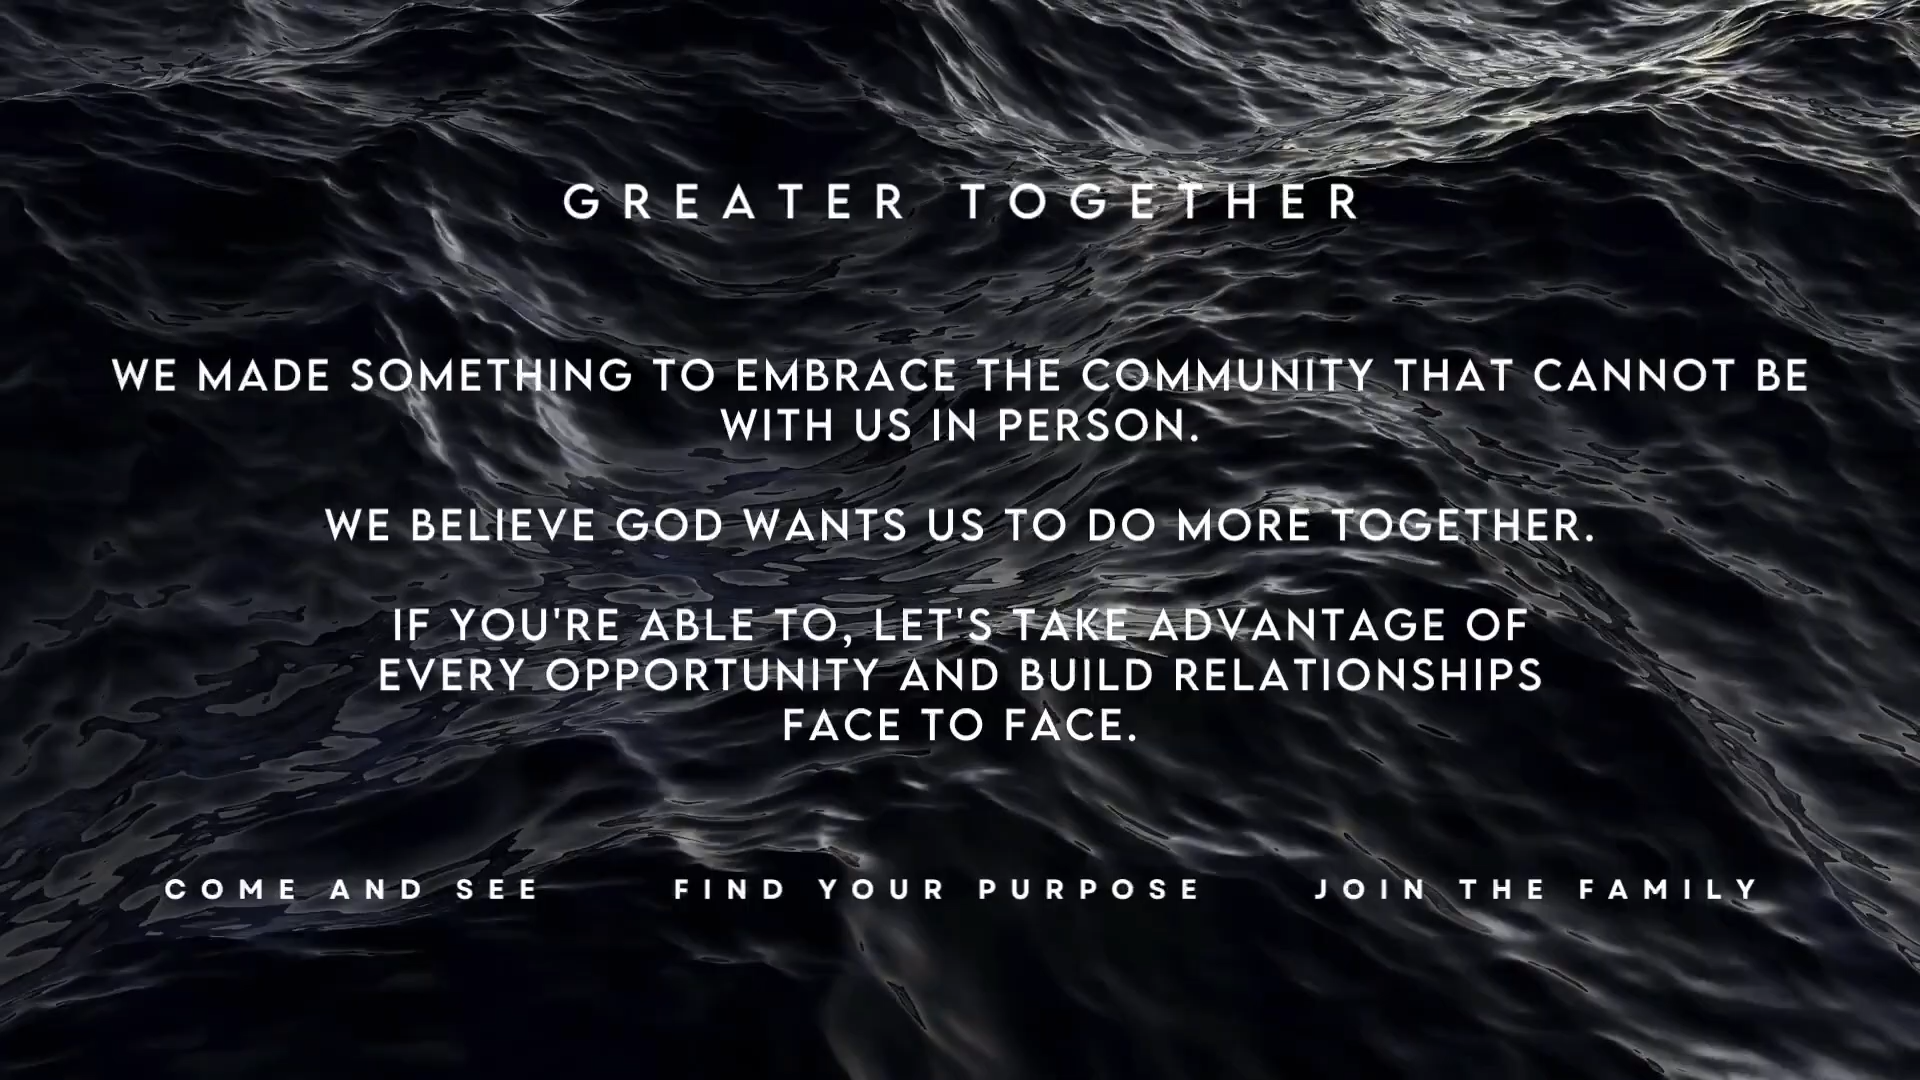 GREATER TOGETHER
WE MADE SOMETHING TO EMBRACE THE COMMUNITY THAT CANNOT BE
WITH US IN PERSON.
WE BELIEVE GOD WANTS US TO DO MORE TOGETHER.
IF YOU'RE ABLE TO, LET'S TAKE ADVANTAGE OF
EVERY OPPORTUNITY AND BUILD RELATIONSHIPS
FACE TO FACE.
COME AND SEE FIND YOUR PURPOSE JOIN THE FAMILY